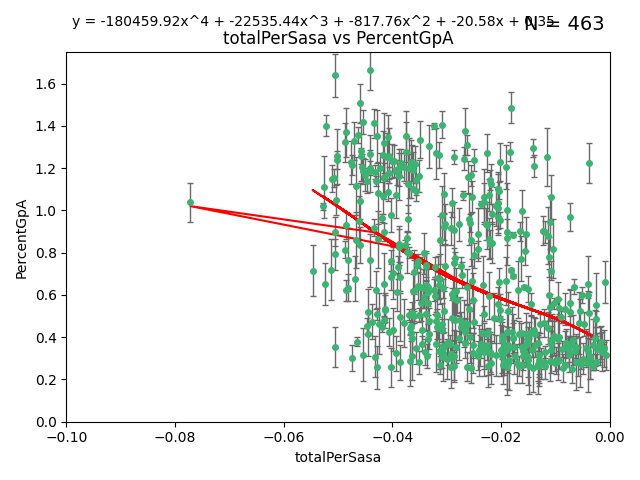 y = -180459.92x^4 + -22535.44x^3 + -817.76x^2 + -20.58x + 0.35
N = 463
totalPerSasa vs PercentGpA
PercentGpA
1.6
1.4
1.2
1.0
0.8
0.6
0.4
0.2
0.0
−0.10 −0.08 −0.06 −0.04 −0.02 0.00
totalPerSasa